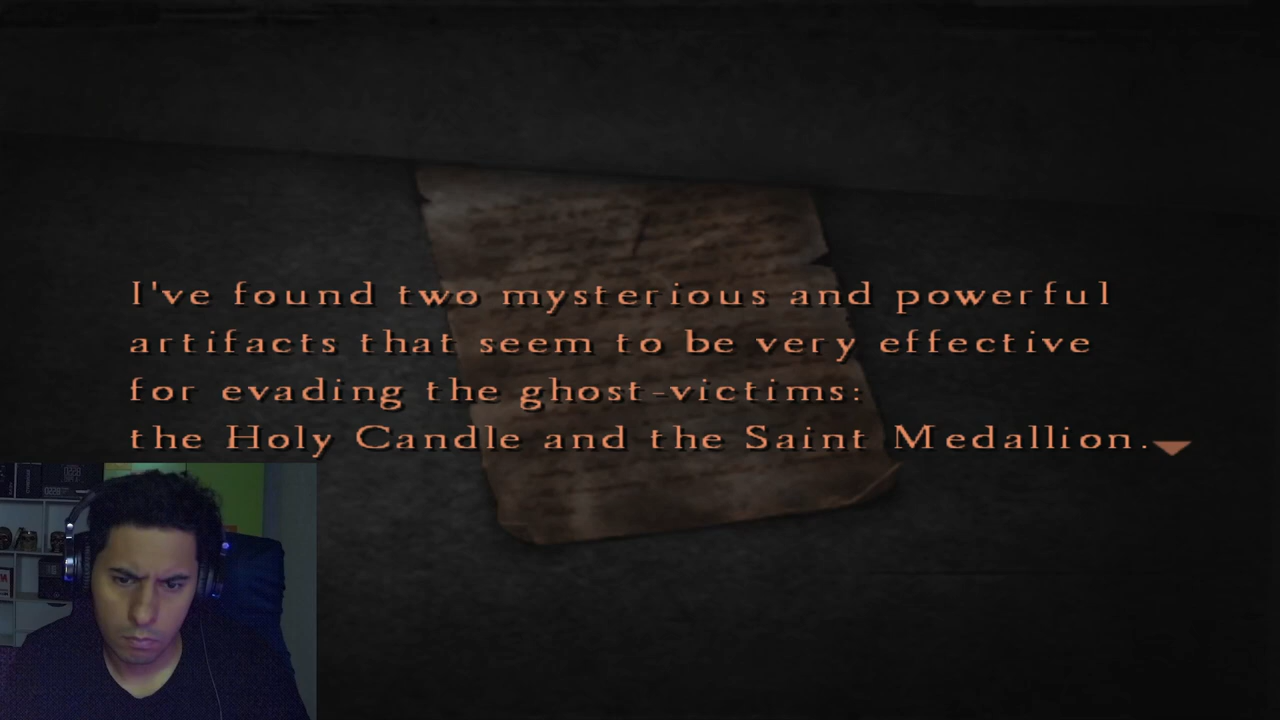 I've found two mysterious and powerful
artifacts that seem to be very effective
for evading the ghost-victims:
the Holy Candle and the Saint Medallion.